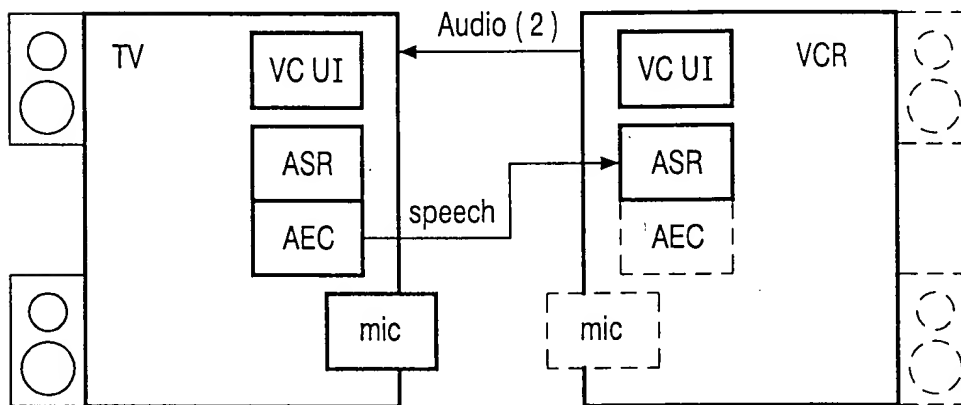 Audio ( 2 )
TV
VC UI
ASR
AEC
mic
speech
VCR
VC UI
ASR
AEC
mic